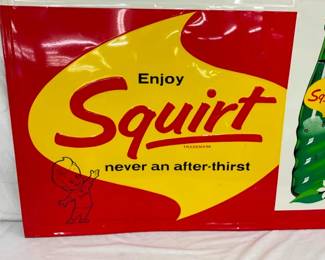 Enjoy
Squirt
TRADEMARK
never an after-thirst